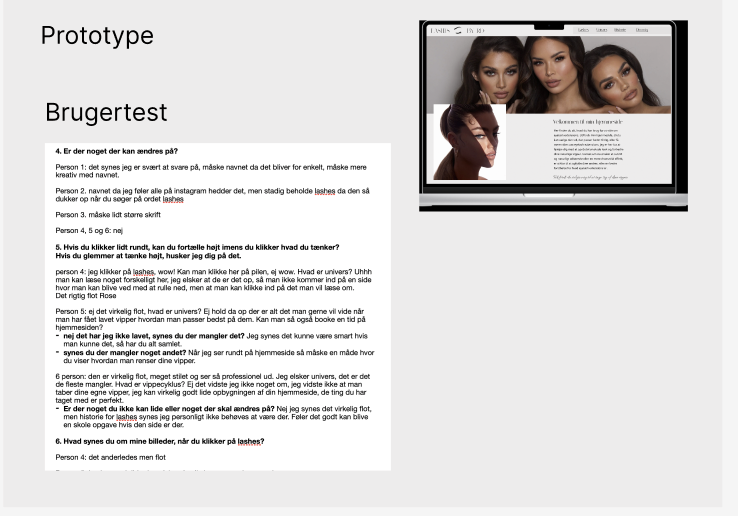 Prototype
Brugertest
4. Er der noget der kan ændres på?
Person 1: det synes jeg er svært at svare på, måske navnet da det bliver for enkelt, måske mere
kreativ med navnet.
Person 2. navnet da jeg føler alle på instagram hedder det, men stadig beholde lashes da den så
dukker op når du søger på ordet lashes
Person 3. måske lidt større skrift
Person 4, 5 og 6: nej
5. Hvis du klikker lidt rundt, kan du fortælle højt imens du klikker hvad du tænker?
Hvis du glemmer at tænke højt, husker jeg dig på det.
person 4: jeg klikker på lashes, wow! Kan man klikke her på pilen, ej wow. Hvad er univers? Uhhh
man kan læse noget forskelligt her, jeg elsker at de er det op, så man ikke kommer ind på en side
hvor man kan blive ved med at rulle ned, men at man kan klikke ind på det man vil læse om.
Det rigtig flot Rose
Person 5: ej det virkelig flot, hvad er univers? Ej hold da op der er alt det man gerne vil vide når
man har fået lavet vipper hvordan man passer bedst på dem. Kan man så også booke en tid på
hjemmesiden?
- nej det har jeg ikke lavet, synes du der mangler det? Jeg synes det kunne være smart hvis
man kunne det, så har du alt samlet.
- synes du der mangler noget andet? Når jeg ser rundt på hjemmeside så måske en måde hvor
du viser hvordan man renser dine vipper.
6 person: den er virkelig flot, meget stilet og ser så professionel ud. Jeg elsker univers, det er det
de fleste mangler. Hvad er vippecyklus? Ej det vidste jeg ikke noget om, jeg vidste ikke at man
taber dine egne vipper, jeg kan virkelig godt lide opbygningen af din hjemmeside, de ting du har
taget med er perfekt.
- Er der noget du ikke kan lide eller noget der skal ændres på? Nej jeg synes det virkelig flot,
men historie for lashes synes jeg personligt ikke behøves at være der. Føler det godt kan blive
en skole opgave hvis den side er der.
6. Hvad synes du om mine billeder, når du klikker på lashes?
Person 4: det anderledes men flot
LASHES BY RO
Velkommen til min hjemmeside